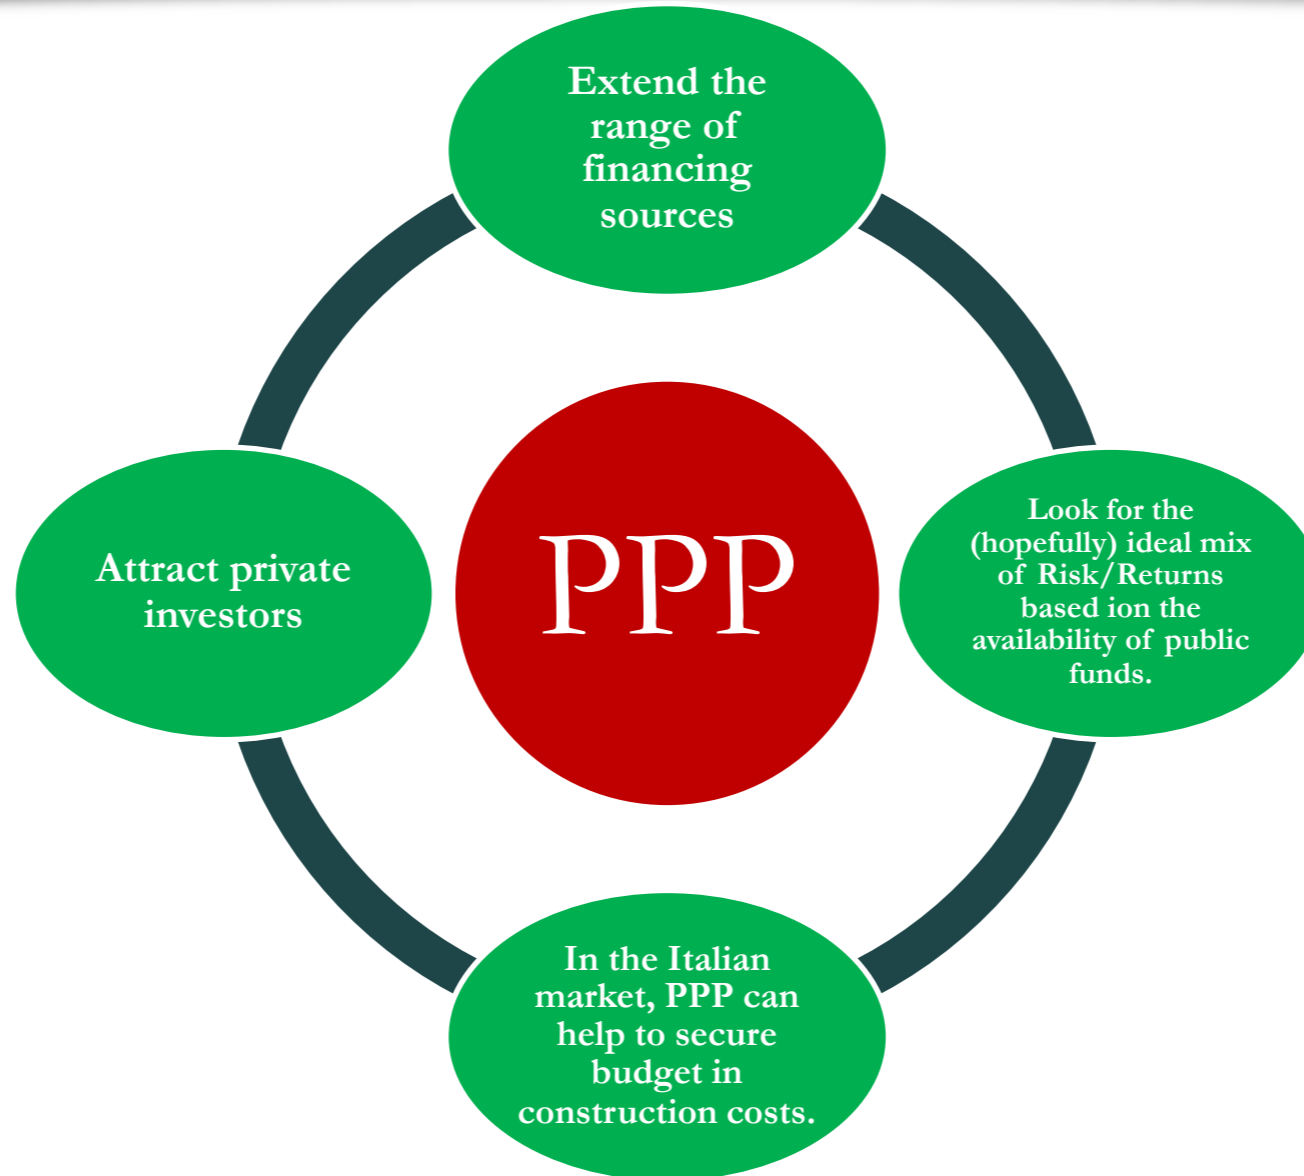 Extend the
range of
financing
sources
Attract private
investors
PPP
Look for the
(hopefully) ideal mix
of Risk/Returns
based ion the
availability of public
funds.
In the Italian
market, PPP can
help to secure
budget in
construction costs.